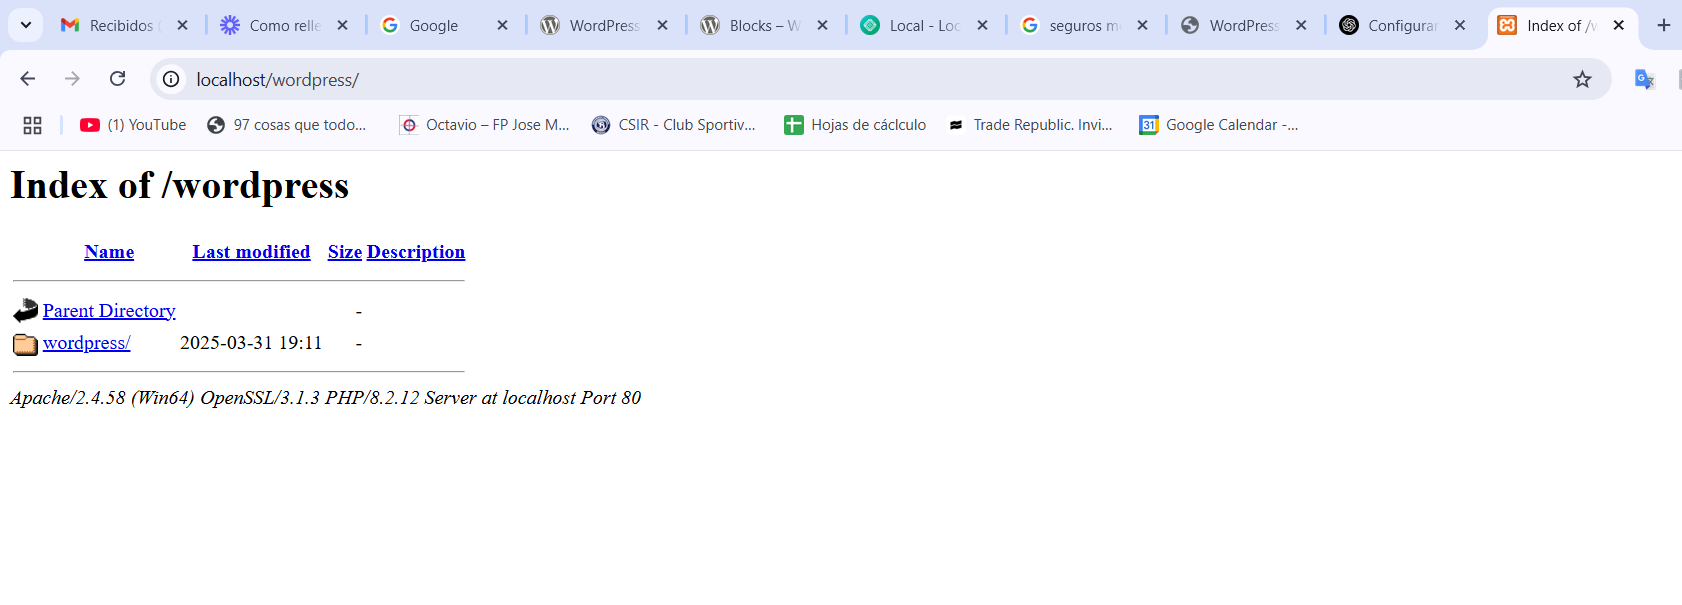 Recibidos
Como relle
Google
WordPress
Blocks – W
Local - Loc
seguros m
WordPress
Configurar
Index of /w
localhost/wordpress/
(1) YouTube
97 cosas que todo...
Octavio – FP Jose M...
CSIR - Club Sportiv...
Hojas de cáclculo
Trade Republic. Invi...
31
Google Calendar -...
Index of /wordpress
Name Last modified Size Description
Parent Directory -
wordpress/ 2025-03-31 19:11 -
Apache/2.4.58 (Win64) OpenSSL/3.1.3 PHP/8.2.12 Server at localhost Port 80